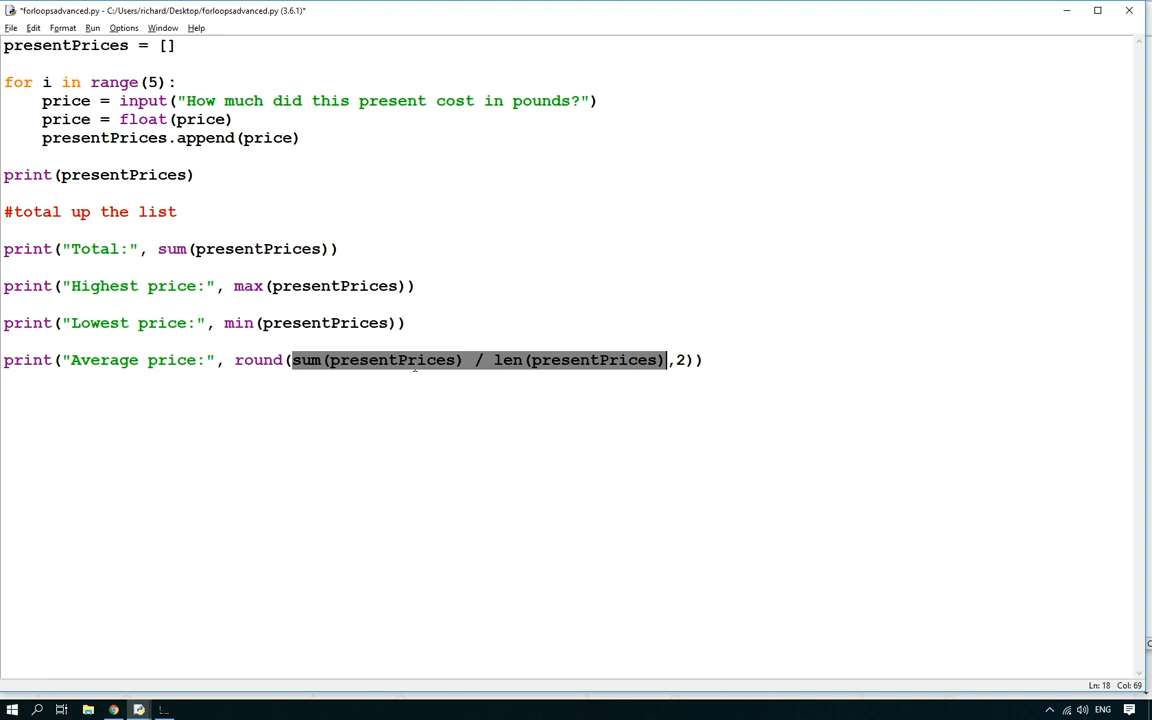 *forloopsadvanced.py - C:/Users/richard/Desktop/forloopsadvanced.py (3.6.1)*
File Edit Format Run Options Window Help
presentPrices = []
for i in range(5):
    price = input("How much did this present cost in pounds?")
    price = float(price)
    presentPrices.append(price)
print(presentPrices)
#total up the list
print("Total:", sum(presentPrices))
print("Highest price:", max(presentPrices))
print("Lowest price:", min(presentPrices))
print("Average price:", round(sum(presentPrices) / len(presentPrices),2))
Ln: 18 Col: 69
ENG